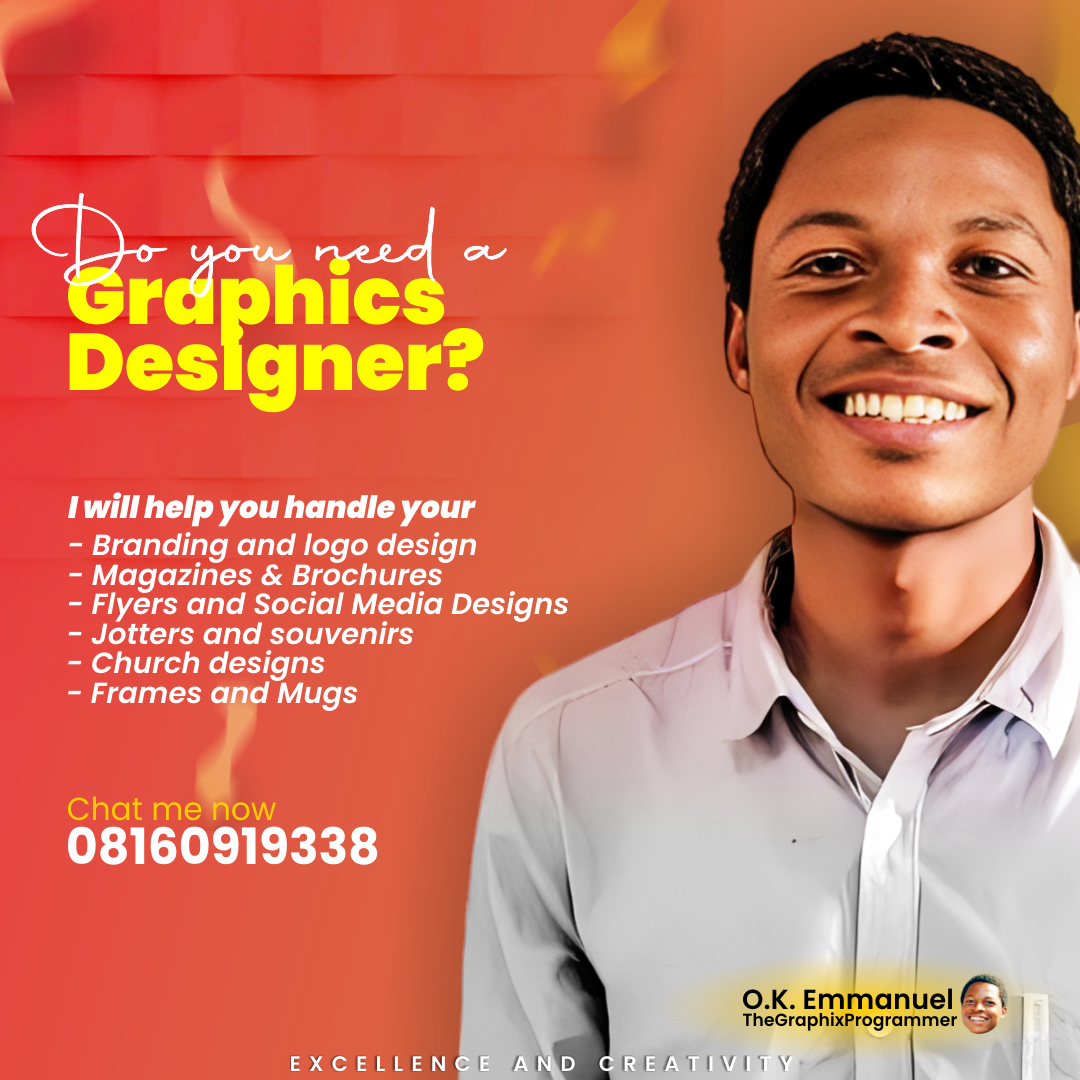 Do you need a
Graphics
Designer?
I will help you handle your
- Branding and logo design
- Magazines & Brochures
- Flyers and Social Media Designs
- Jotters and souvenirs
- Church designs
- Frames and Mugs
Chat me now
08160919338
O.K. Emmanuel
TheGraphixProgrammer
EXCELLENCE AND CREATIVITY